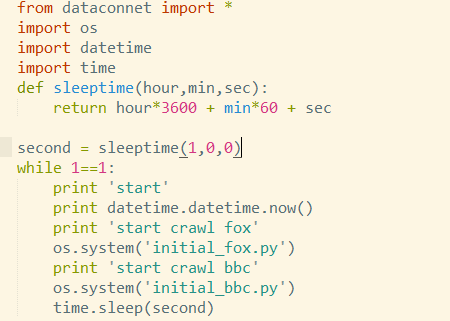 from dataconnet import *
import os
import datetime
import time
def sleeptime(hour,min,sec):
    return hour*3600 + min*60 + sec

second = sleeptime(1,0,0)
while 1==1:
    print 'start'
    print datetime.datetime.now()
    print 'start crawl fox'
    os.system('initial_fox.py')
    print 'start crawl bbc'
    os.system('initial_bbc.py')
    time.sleep(second)